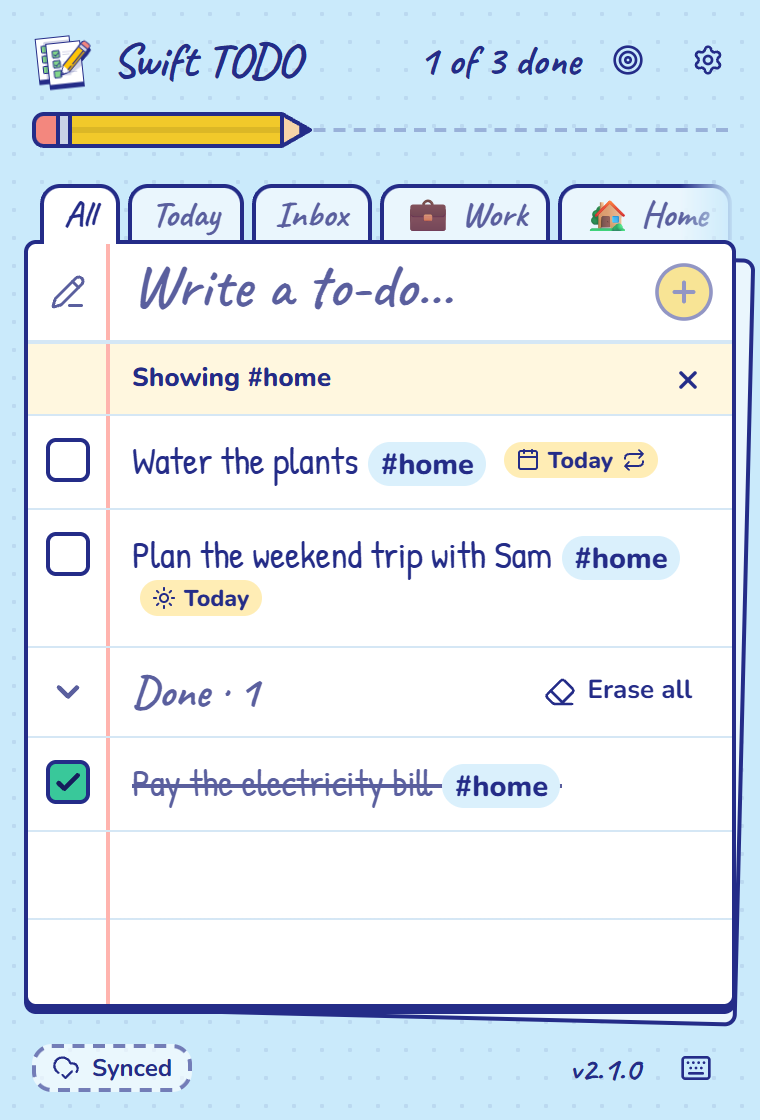 Swift TODO
1 of 3 done
All
Today
Inbox
Work
Home
Write a to-do...
Showing #home
Water the plants #home Today
Plan the weekend trip with Sam #home
Today
Done · 1
Erase all
Pay the electricity bill #home
Synced
v2.1.0